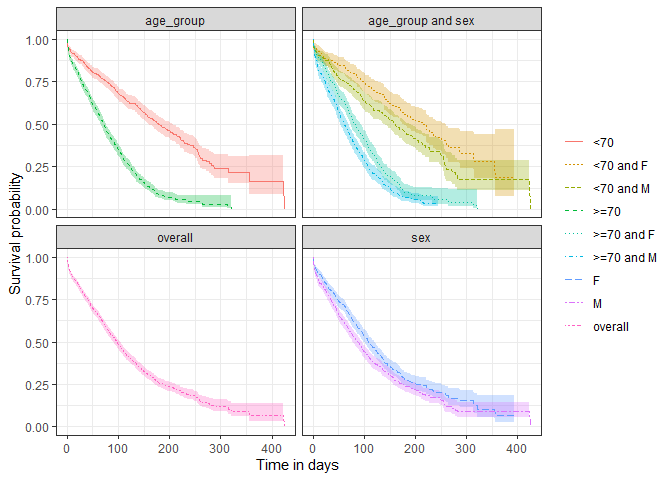 age_group
age_group and sex
1.00
0.75
0.50
0.25
0.00
overall
sex
1.00
0.75
0.50
0.25
0.00
0 100 200 300 400
0 100 200 300 400
Time in days
Survival probability
<70
<70 and F
<70 and M
>=70
>=70 and F
>=70 and M
F
M
overall